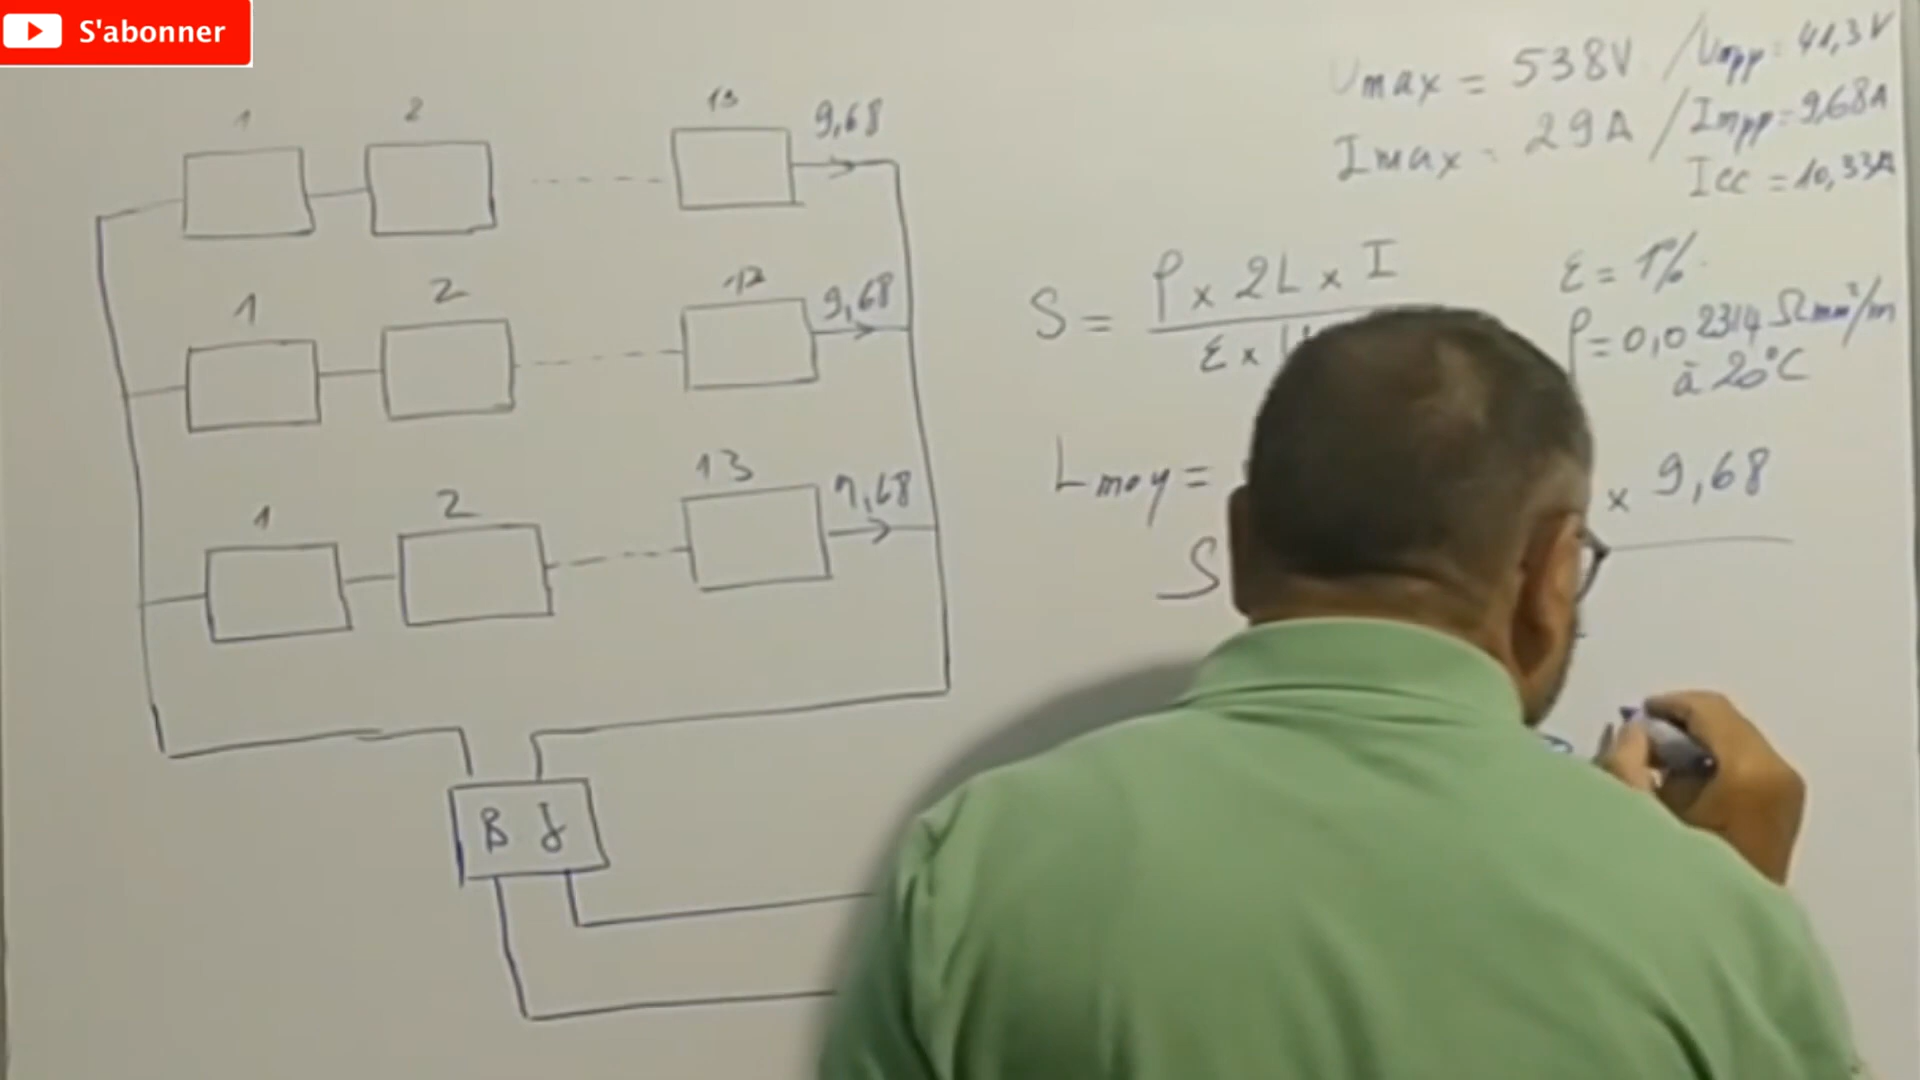 S'abonner
1 2 13 9,68
1 2 9,68
1 2 13 9,68
B J
Umax = 538V / Umpp = 41,3V
Imax = 29A / Impp = 9,68A
Icc = 10,33A
S = ρ x 2L x I
ε x
ε = 1%
ρ = 0,02314 Ωmm²/m
à 20°C
Lmoy =
x 9,68
S